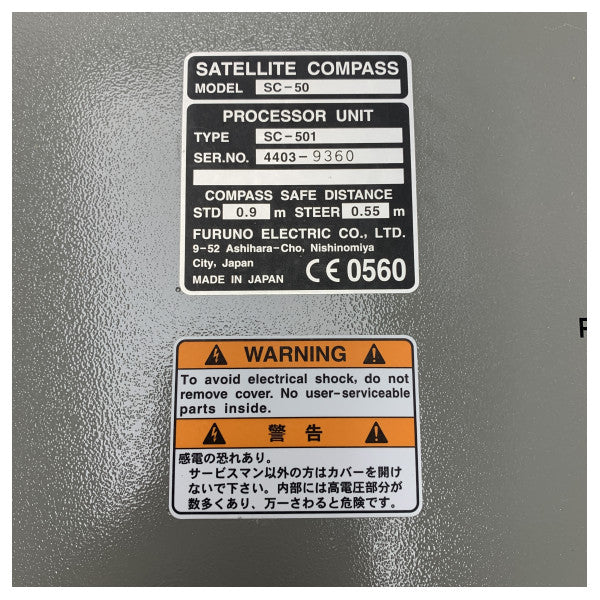 SATELLITE COMPASS
MODEL SC-50
PROCESSOR UNIT
TYPE SC-501
SER.NO. 4403-9360
COMPASS SAFE DISTANCE
STD 0.9 m STEER 0.55 m
FURUNO ELECTRIC CO., LTD.
9-52 Ashihara-Cho, Nishinomiya
City, Japan
MADE IN JAPAN CE 0560
WARNING
To avoid electrical shock, do not
remove cover. No user-serviceable
parts inside.
警告
感電の恐れあり。
サービスマン以外の方はカバーを開け
ないで下さい。内部には高電圧部分が
数多くあり、万一さわると危険です。